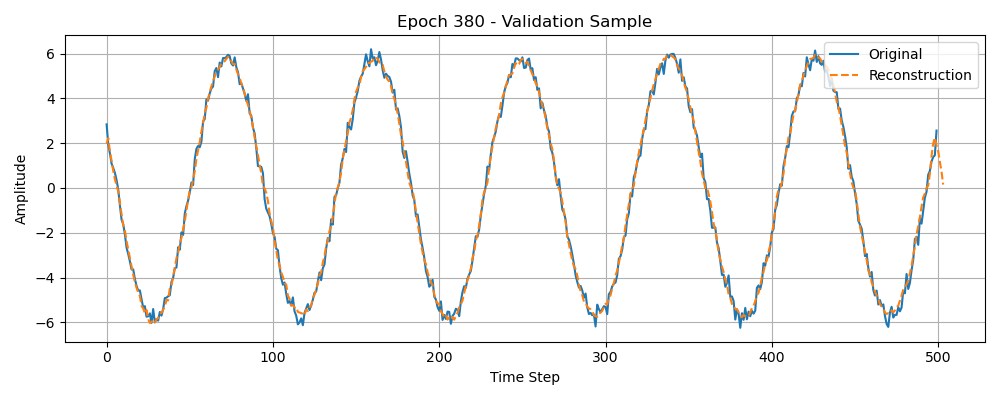 Epoch 380 - Validation Sample
Original
Reconstruction
6
4
2
0
−2
−4
−6
Amplitude
0
100
200
300
400
500
Time Step